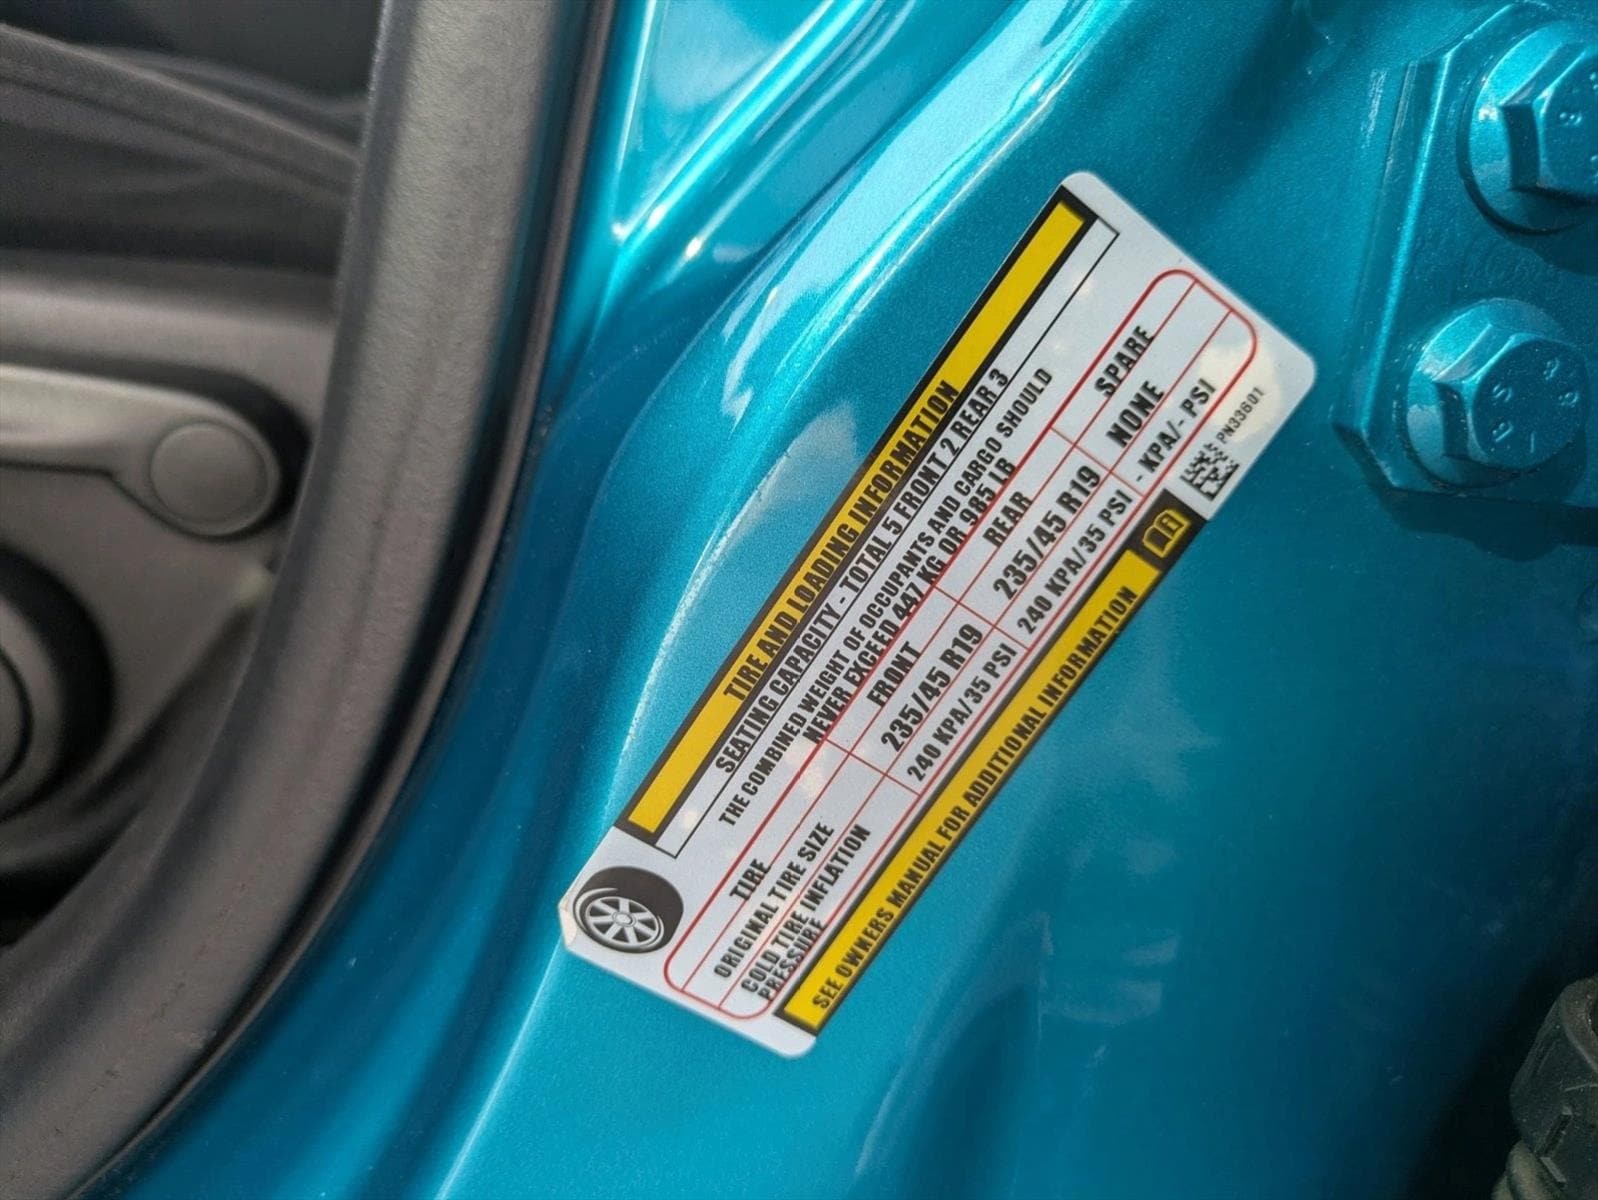 TIRE AND LOADING INFORMATION
SEATING CAPACITY - TOTAL 5 FRONT 2 REAR 3
THE COMBINED WEIGHT OF OCCUPANTS AND CARGO SHOULD
NEVER EXCEED 447 KG OR 985 LB
TIRE FRONT REAR SPARE
ORIGINAL TIRE SIZE 235/45 R19 235/45 R19 NONE
COLD TIRE INFLATION
PRESSURE 240 KPA/35 PSI 240 KPA/35 PSI - KPA/- PSI
SEE OWNERS MANUAL FOR ADDITIONAL INFORMATION
PN33601